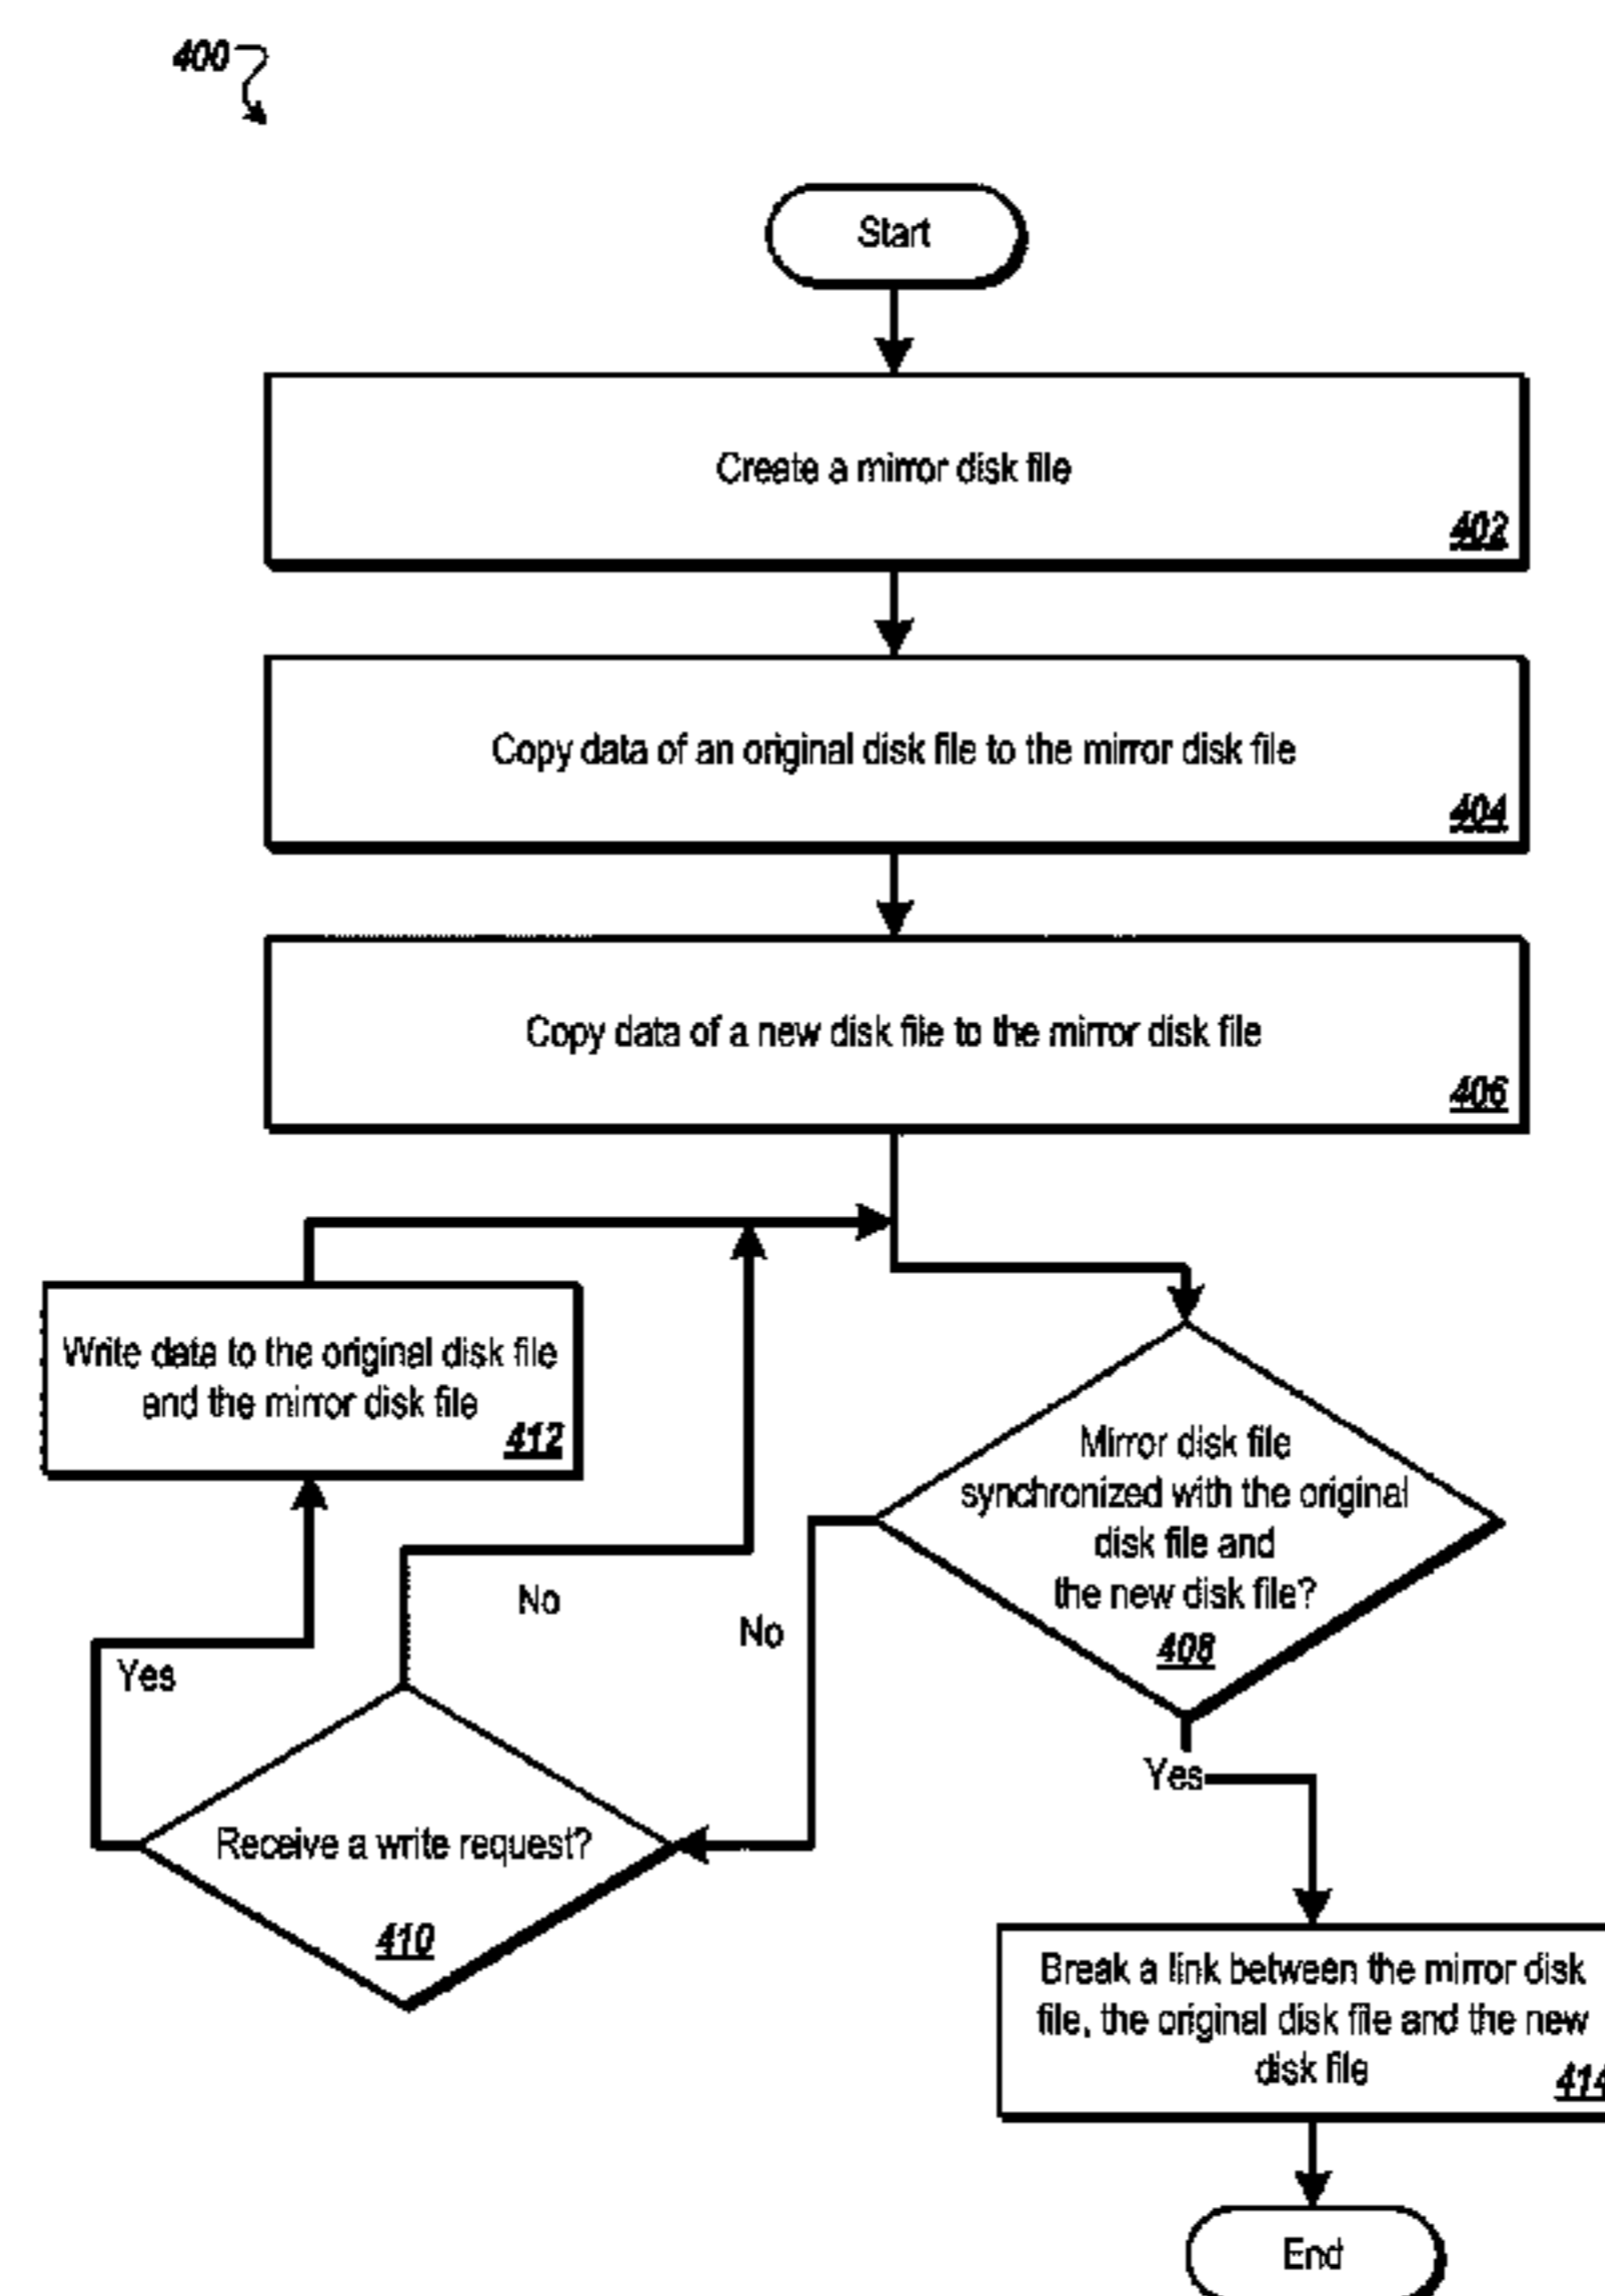 400
Start
Create a mirror disk file
402
Copy data of an original disk file to the mirror disk file
404
Copy data of a new disk file to the mirror disk file
406
Write data to the original disk file
and the mirror disk file
412
Mirror disk file
synchronized with the original
disk file and
the new disk file?
408
No
No
Yes
Yes
Receive a write request?
410
Break a link between the mirror disk
file, the original disk file and the new
disk file
414
End